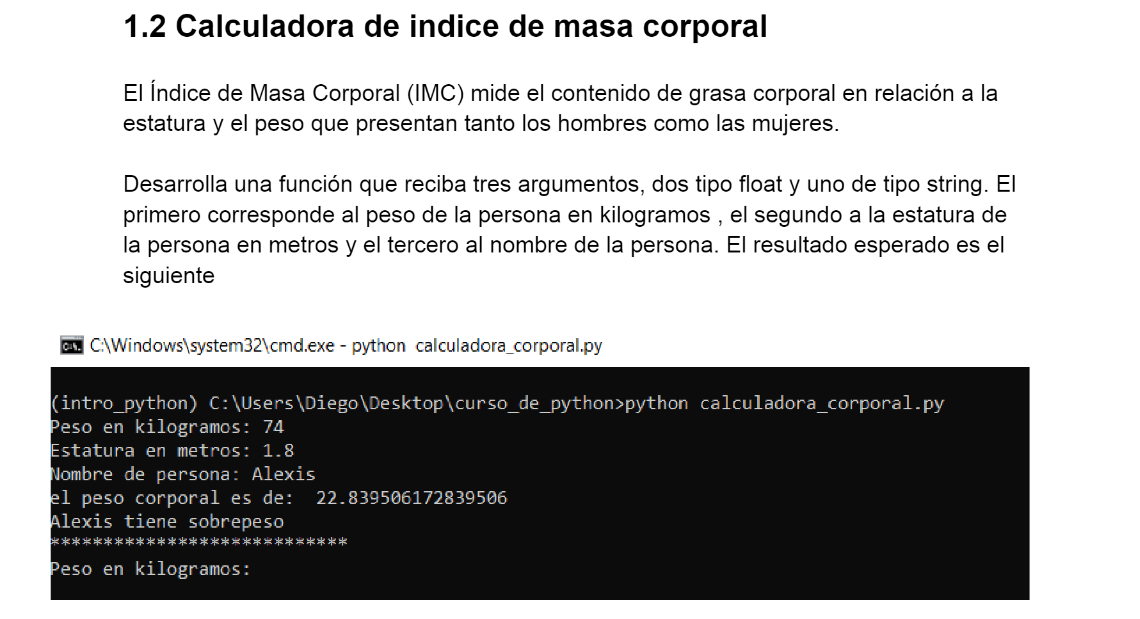 1.2 Calculadora de indice de masa corporal
El Índice de Masa Corporal (IMC) mide el contenido de grasa corporal en relación a la
estatura y el peso que presentan tanto los hombres como las mujeres.
Desarrolla una función que reciba tres argumentos, dos tipo float y uno de tipo string. El
primero corresponde al peso de la persona en kilogramos , el segundo a la estatura de
la persona en metros y el tercero al nombre de la persona. El resultado esperado es el
siguiente
C:\Windows\system32\cmd.exe - python calculadora_corporal.py
(intro_python) C:\Users\Diego\Desktop\curso_de_python>python calculadora_corporal.py
Peso en kilogramos: 74
Estatura en metros: 1.8
Nombre de persona: Alexis
el peso corporal es de:  22.839506172839506
Alexis tiene sobrepeso
****************************
Peso en kilogramos: